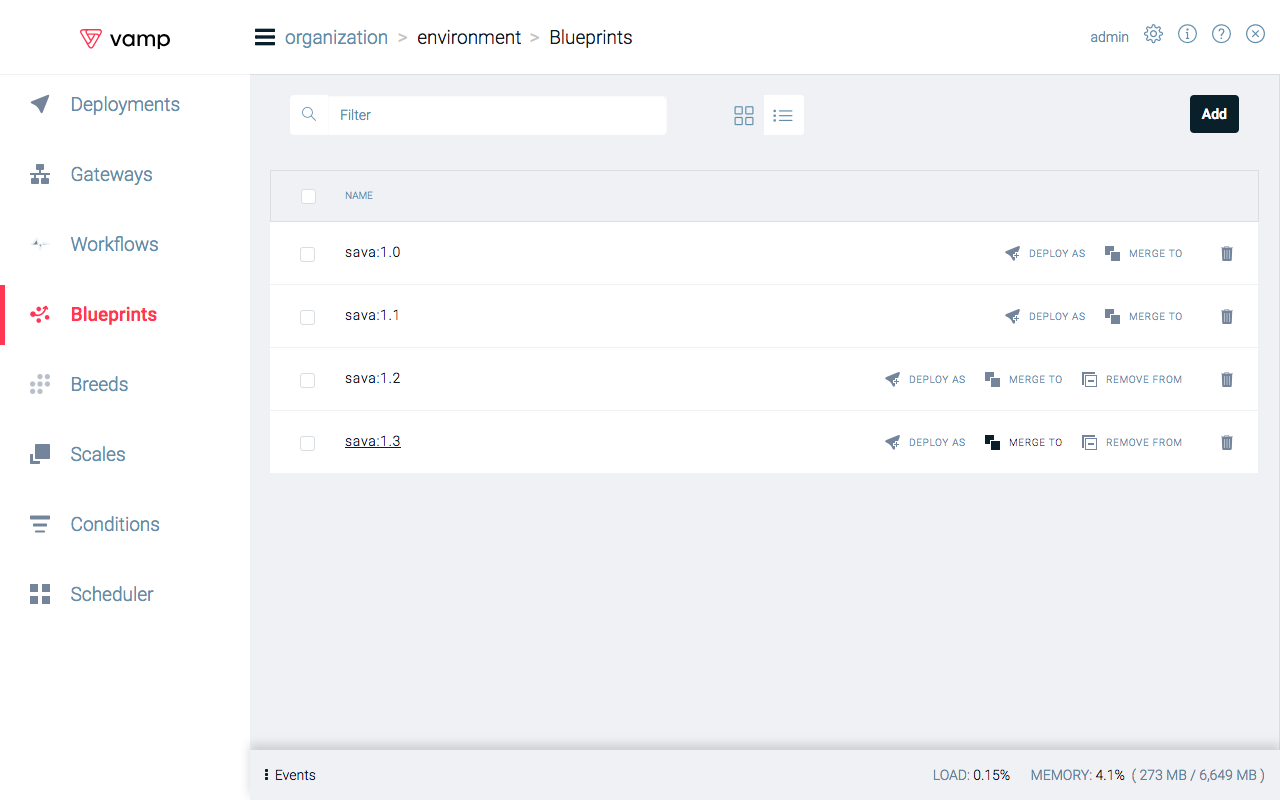 vamp
organization > environment > Blueprints
admin
Deployments
Gateways
Workflows
Blueprints
Breeds
Scales
Conditions
Scheduler
Filter
Add
NAME
sava:1.0 DEPLOY AS MERGE TO
sava:1.1 DEPLOY AS MERGE TO
sava:1.2 DEPLOY AS MERGE TO REMOVE FROM
sava:1.3 DEPLOY AS MERGE TO REMOVE FROM
Events
LOAD: 0.15% MEMORY: 4.1% ( 273 MB / 6,649 MB )